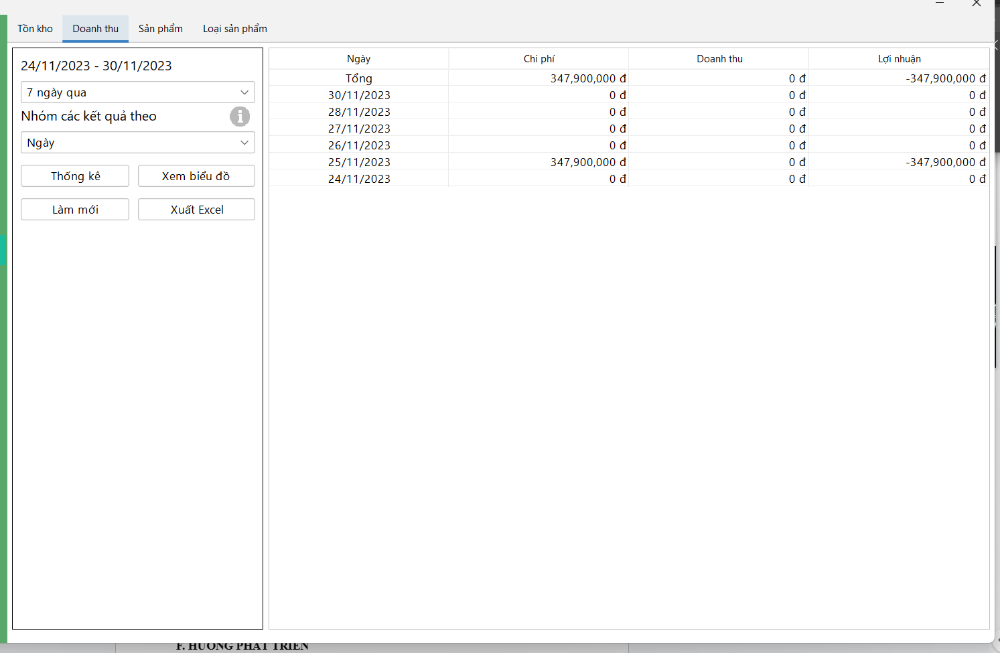 Tồn kho Doanh thu Sản phẩm Loại sản phẩm
24/11/2023 - 30/11/2023
7 ngày qua
Nhóm các kết quả theo
Ngày
Thống kê Xem biểu đồ
Làm mới Xuất Excel
Ngày Chi phí Doanh thu Lợi nhuận
Tổng 347,900,000 đ 0 đ -347,900,000 đ
30/11/2023 0 đ 0 đ 0 đ
28/11/2023 0 đ 0 đ 0 đ
27/11/2023 0 đ 0 đ 0 đ
26/11/2023 0 đ 0 đ 0 đ
25/11/2023 347,900,000 đ 0 đ -347,900,000 đ
24/11/2023 0 đ 0 đ 0 đ